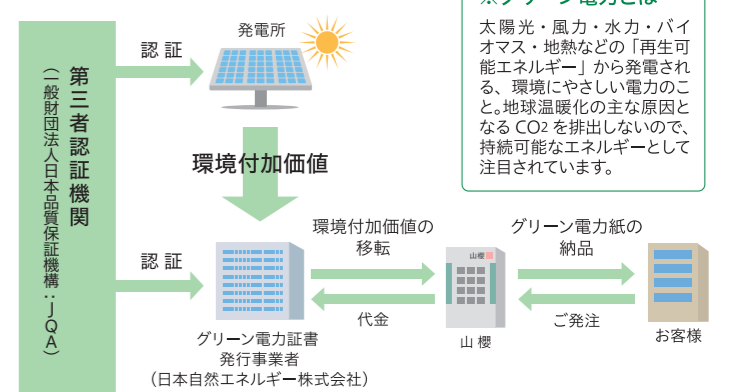 ※グリーン電力とは
太陽光・風力・水力・バイ
オマス・地熱などの「再生可
能エネルギー」から発電され
る、環境にやさしい電力のこ
と。地球温暖化の主な原因と
なる CO2 を排出しないので、
持続可能なエネルギーとして
注目されています。
第三者認証機関
（一般財団法人日本品質保証機構：JQA）
認 証
発電所
環境付加価値
認 証
グリーン電力証書
発行事業者
（日本自然エネルギー株式会社）
環境付加価値の
移転
代金
山櫻
山 櫻
グリーン電力紙の
納品
ご発注
お客様